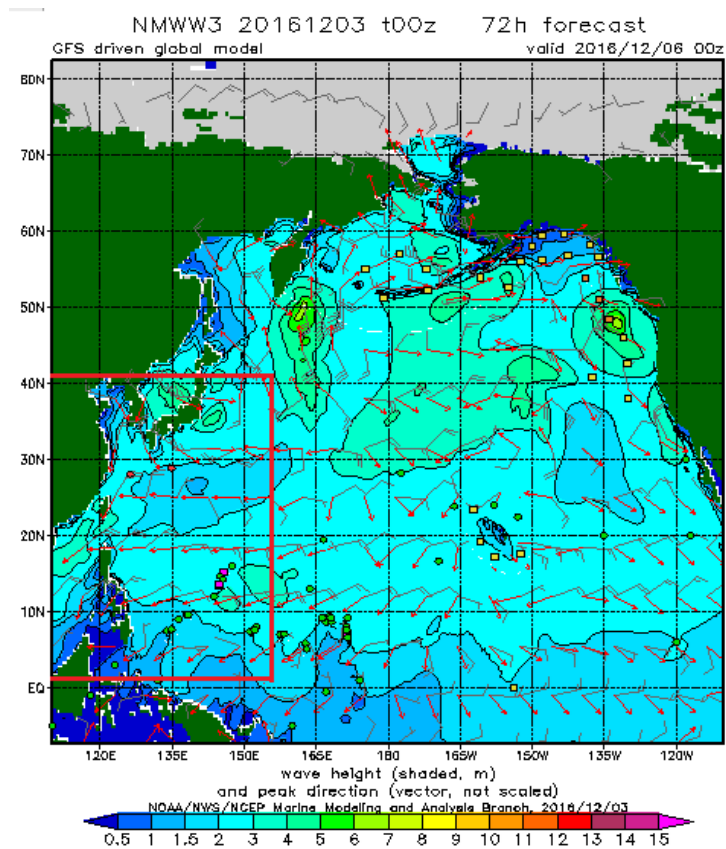 NMWW3 20161203 t00z 72h forecast
GFS driven global model valid 2016/12/06 00z
80N
70N
60N
50N
40N
30N
20N
10N
EQ
120E 135E 150E 165E 180 165W 150W 135W 120W
wave height (shaded, m)
and peak direction (vector, not scaled)
NOAA/NWS/NCEP Marine Modeling and Analysis Branch, 2016/12/03
0.5 1 1.5 2 3 4 5 6 7 8 9 10 11 12 13 14 15